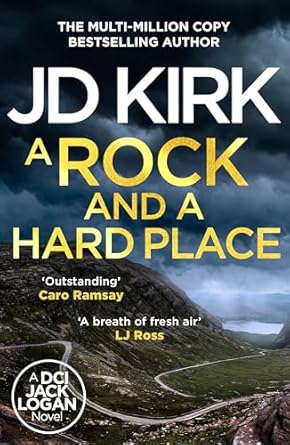 THE MULTI-MILLION COPY
BESTSELLING AUTHOR
JD KIRK
A ROCK
AND A
HARD PLACE
‘Outstanding’
Caro Ramsay
‘A breath of fresh air’
LJ Ross
A
DCI
JACK
LOGAN
Novel